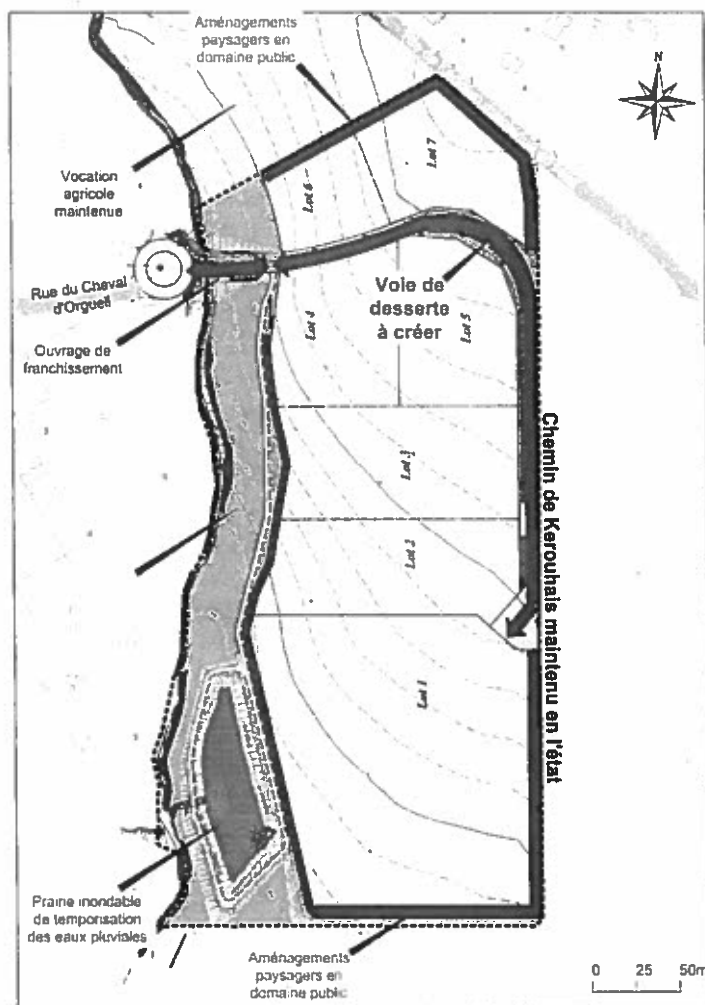 Aménagements
paysagers en
domaine public
N
Vocation
agricole
maintenue
Lot 7
Lot 6
Rue du Cheval
d'Orgueil
Voie de
desserte
à créer
Lot 4
Lot 5
Ouvrage de
franchissement
Chemin de Kerouhais maintenu en l'état
Lot 3
Lot 2
Lot 1
Prairie inondable
de temporisation
des eaux pluviales
Aménagements
paysagers en
domaine public
0 25 50m